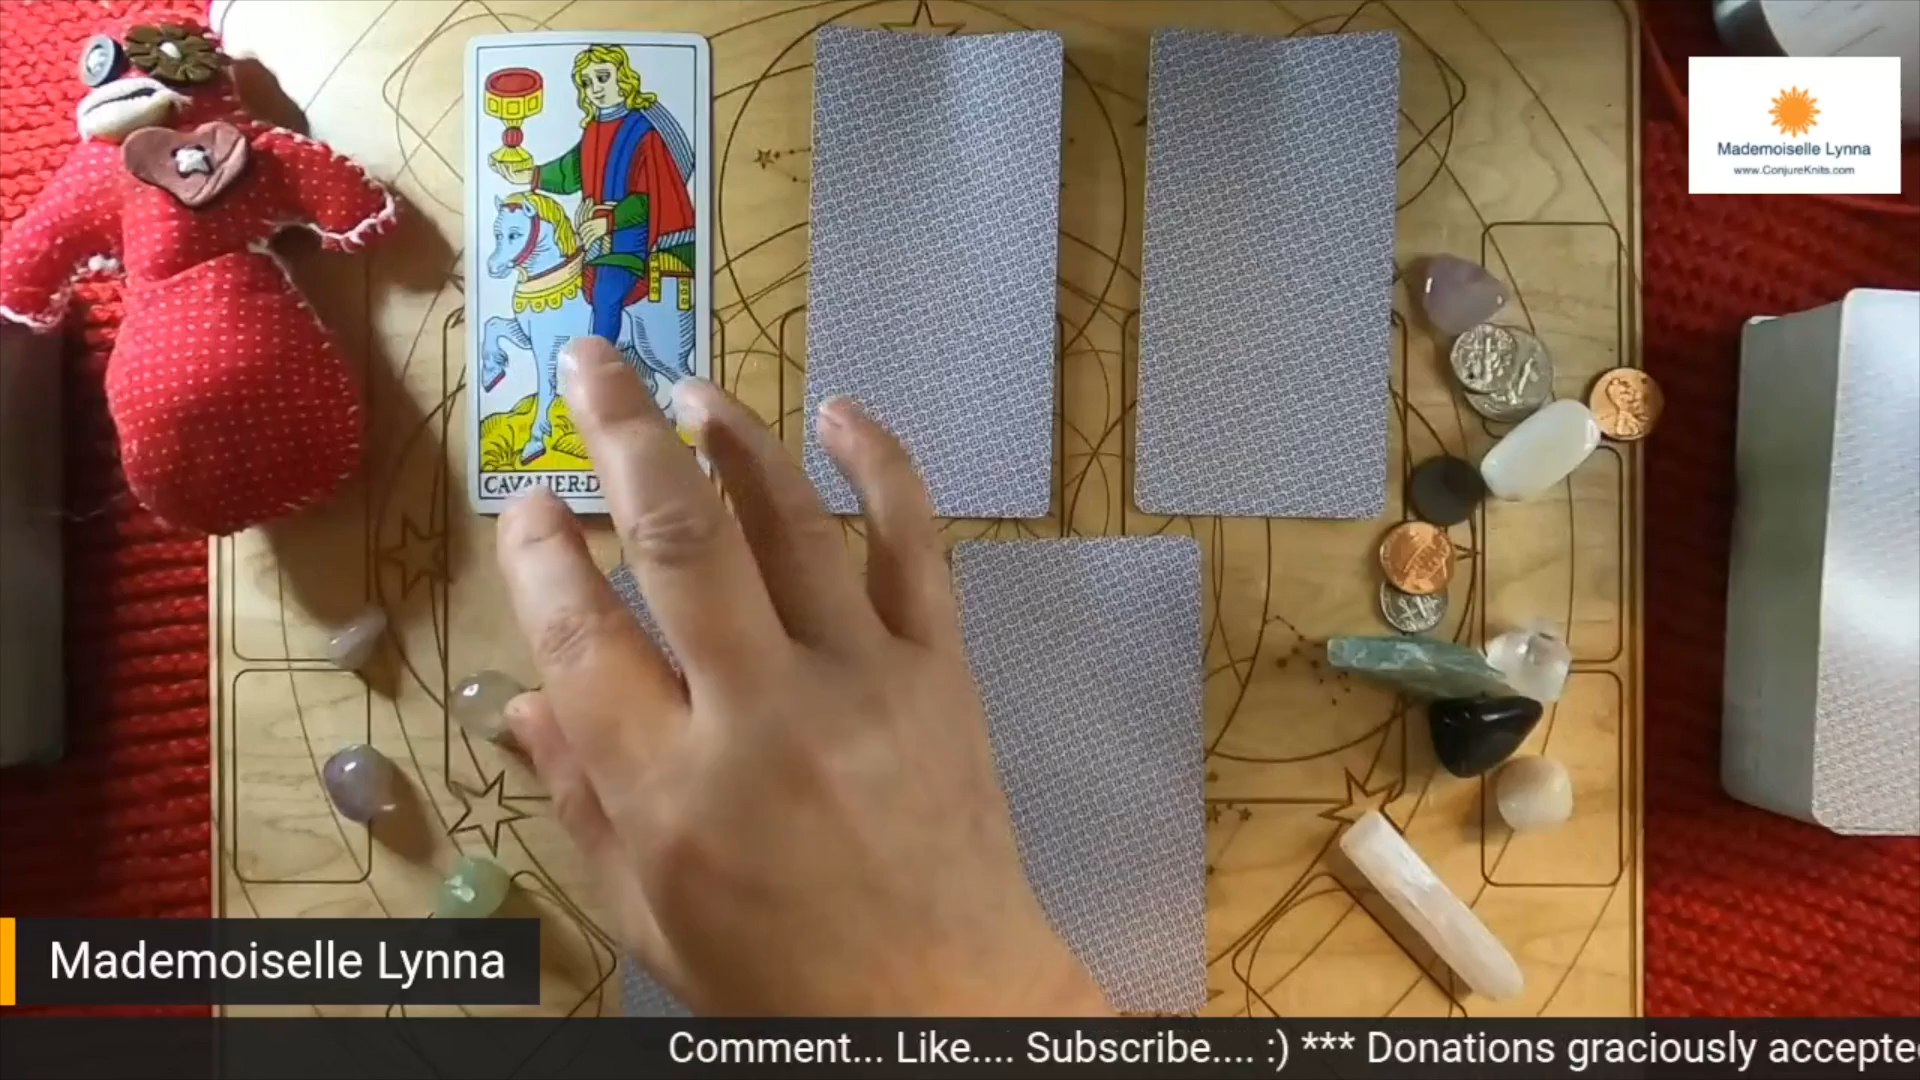 Mademoiselle Lynna
www.ConjureKnits.com
CAVALIER·D
Mademoiselle Lynna
Comment... Like.... Subscribe.... :) *** Donations graciously accepte